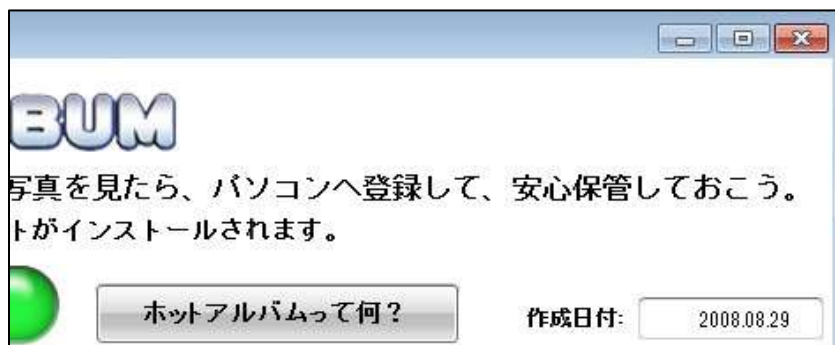 BUM
写真を見たら、パソコンへ登録して、安心保管しておこう。
トがインストールされます。
ホットアルバムって何？
作成日付: 2008.08.29